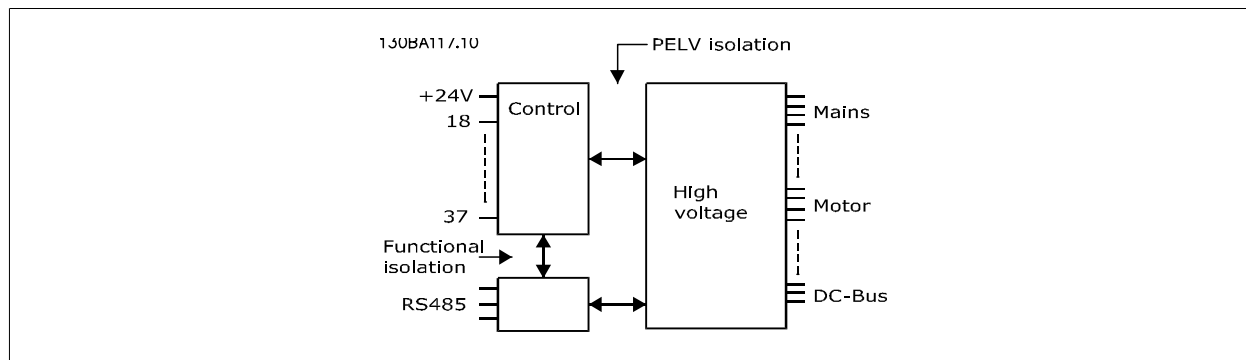 130BA117.10
PELV isolation
+24V
Control
18
Mains
High
voltage
37
Motor
Functional
isolation
RS485
DC-Bus